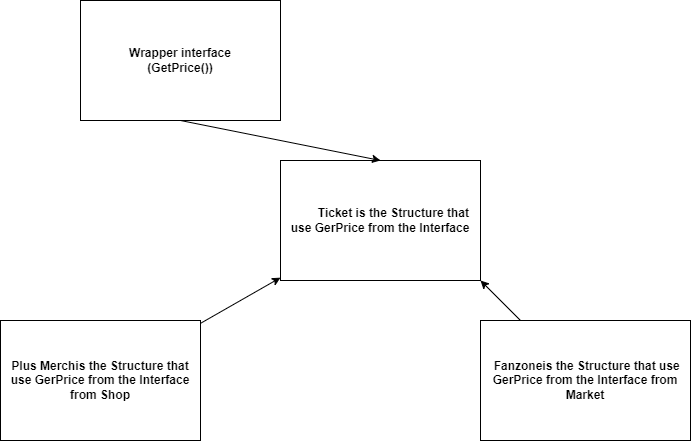 Wrapper interface
(GetPrice())
Ticket is the Structure that
use GerPrice from the Interface
Plus Merchis the Structure that
use GerPrice from the Interface
from Shop
Fanzoneis the Structure that use
GerPrice from the Interface from
Market